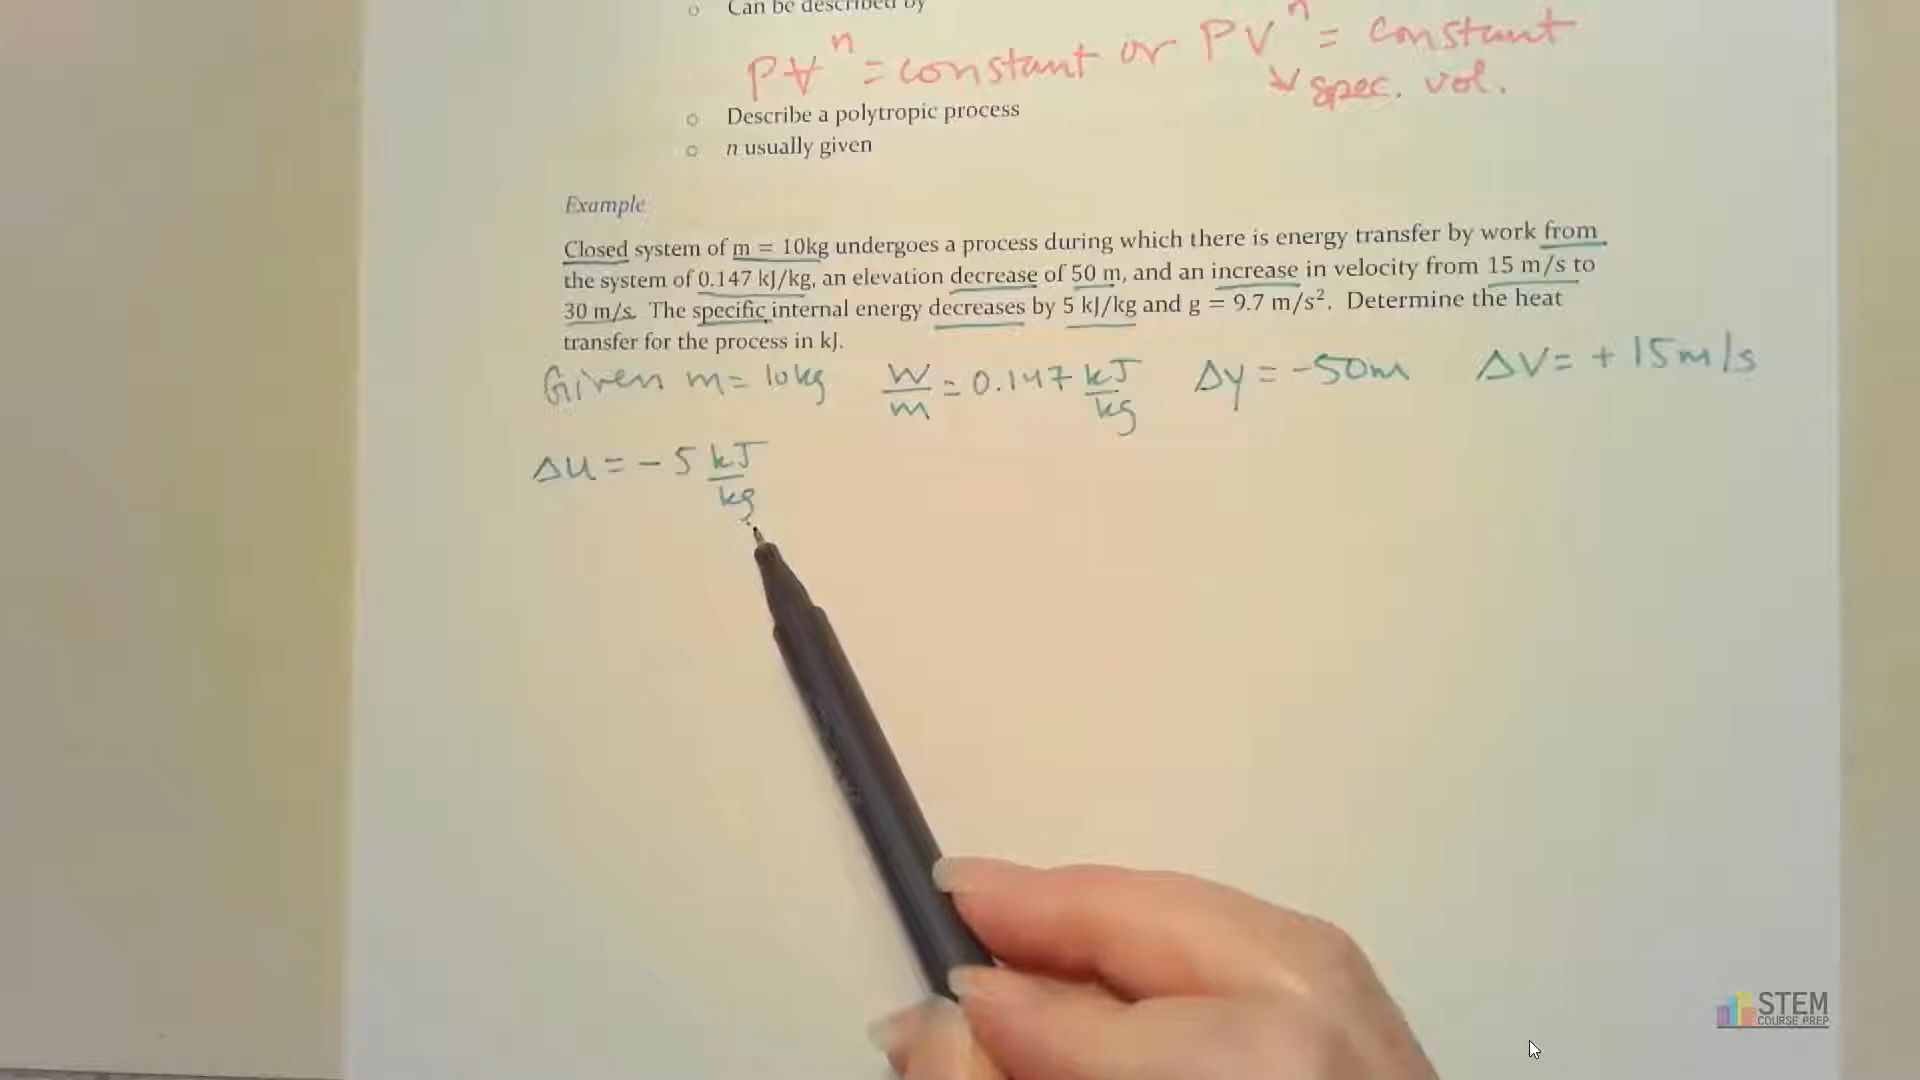 o Can be described by
PV^n = constant or PV^n = constant
↘ spec. vol.
o Describe a polytropic process
o n usually given
Example
Closed system of m = 10kg undergoes a process during which there is energy transfer by work from
the system of 0.147 kJ/kg, an elevation decrease of 50 m, and an increase in velocity from 15 m/s to
30 m/s. The specific internal energy decreases by 5 kJ/kg and g = 9.7 m/s². Determine the heat
transfer for the process in kJ.
Given m = 10kg W/m = 0.147 kJ/kg Δy = -50m ΔV = +15m/s
Δu = -5 kJ/kg
STEM
COURSE PREP